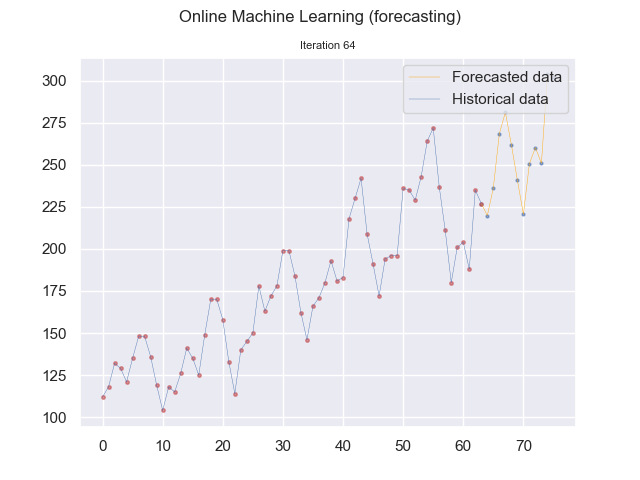 Online Machine Learning (forecasting)
Iteration 64
Forecasted data
Historical data
300
275
250
225
200
175
150
125
100
0 10 20 30 40 50 60 70